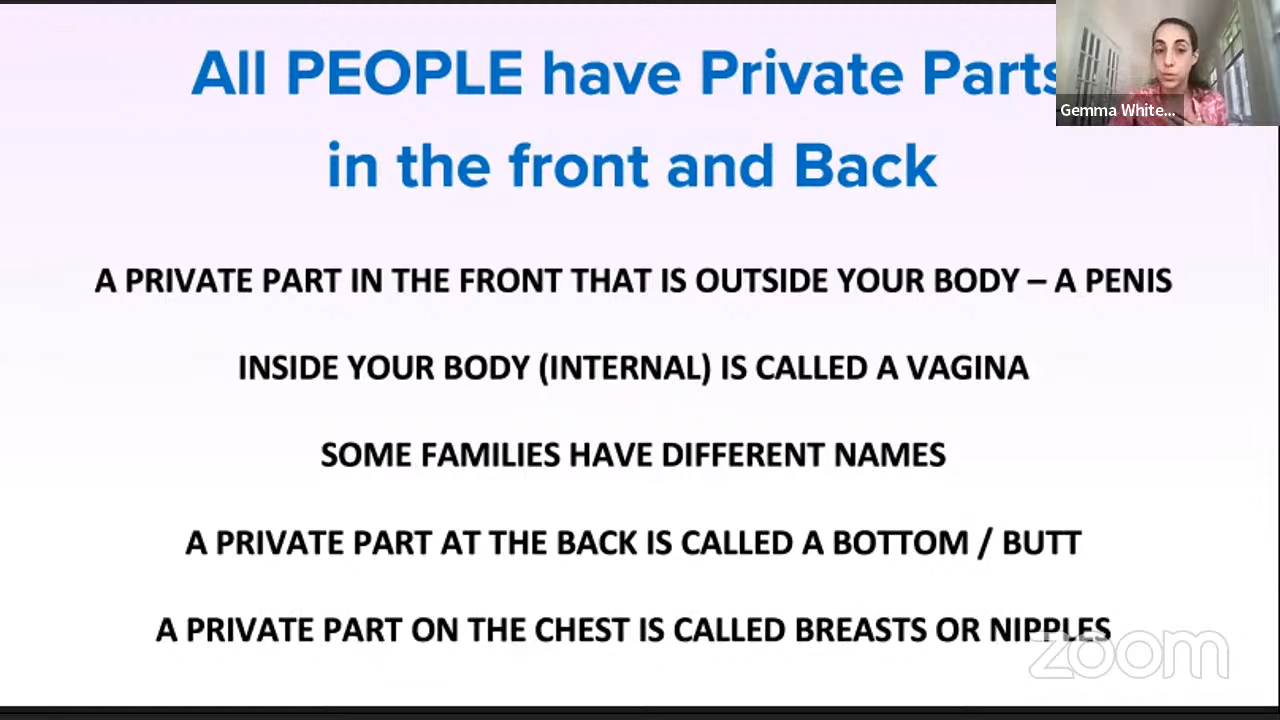 All PEOPLE have Private Parts
in the front and Back
Gemma White...
A PRIVATE PART IN THE FRONT THAT IS OUTSIDE YOUR BODY – A PENIS
INSIDE YOUR BODY (INTERNAL) IS CALLED A VAGINA
SOME FAMILIES HAVE DIFFERENT NAMES
A PRIVATE PART AT THE BACK IS CALLED A BOTTOM / BUTT
A PRIVATE PART ON THE CHEST IS CALLED BREASTS OR NIPPLES
zoom